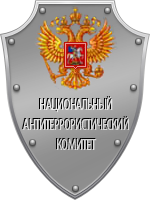 НАЦИОНАЛЬНЫЙ
АНТИТЕРРОРИСТИЧЕСКИЙ
КОМИТЕТ